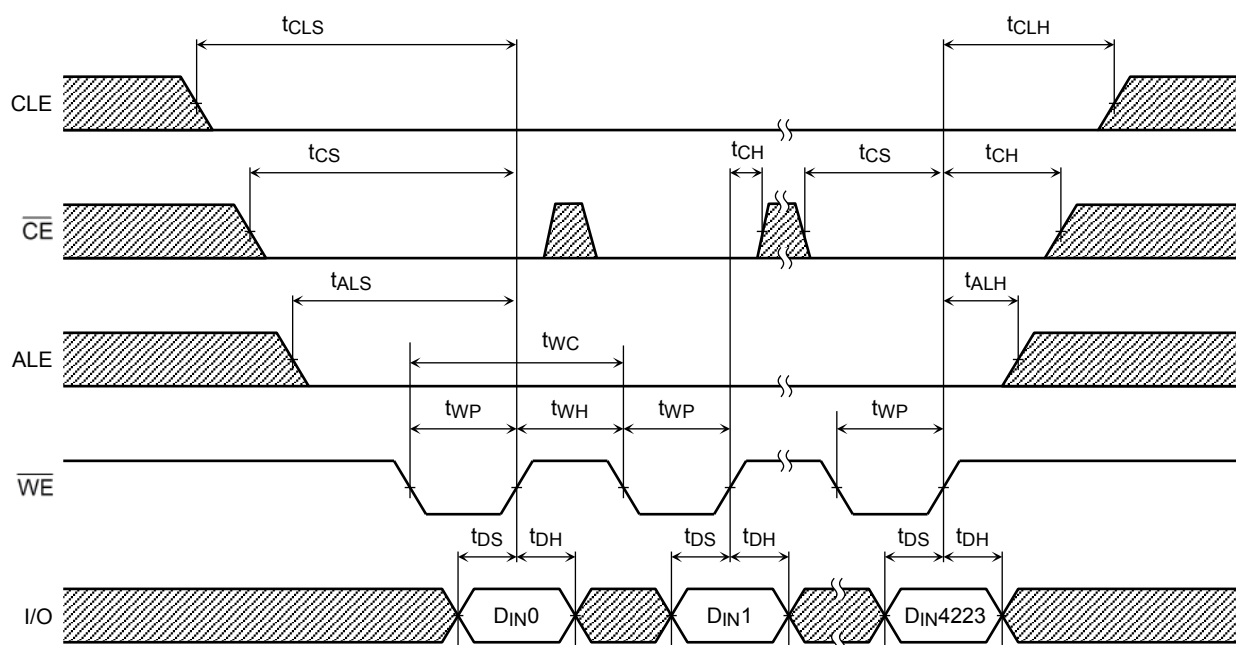 tCLS tCLH
CLE
tCS tCH tCS tCH
CE
tALS tALH
tWC
ALE
tWP tWH tWP tWP
WE
tDS tDH tDS tDH tDS tDH
I/O DIN0 DIN1 DIN4223